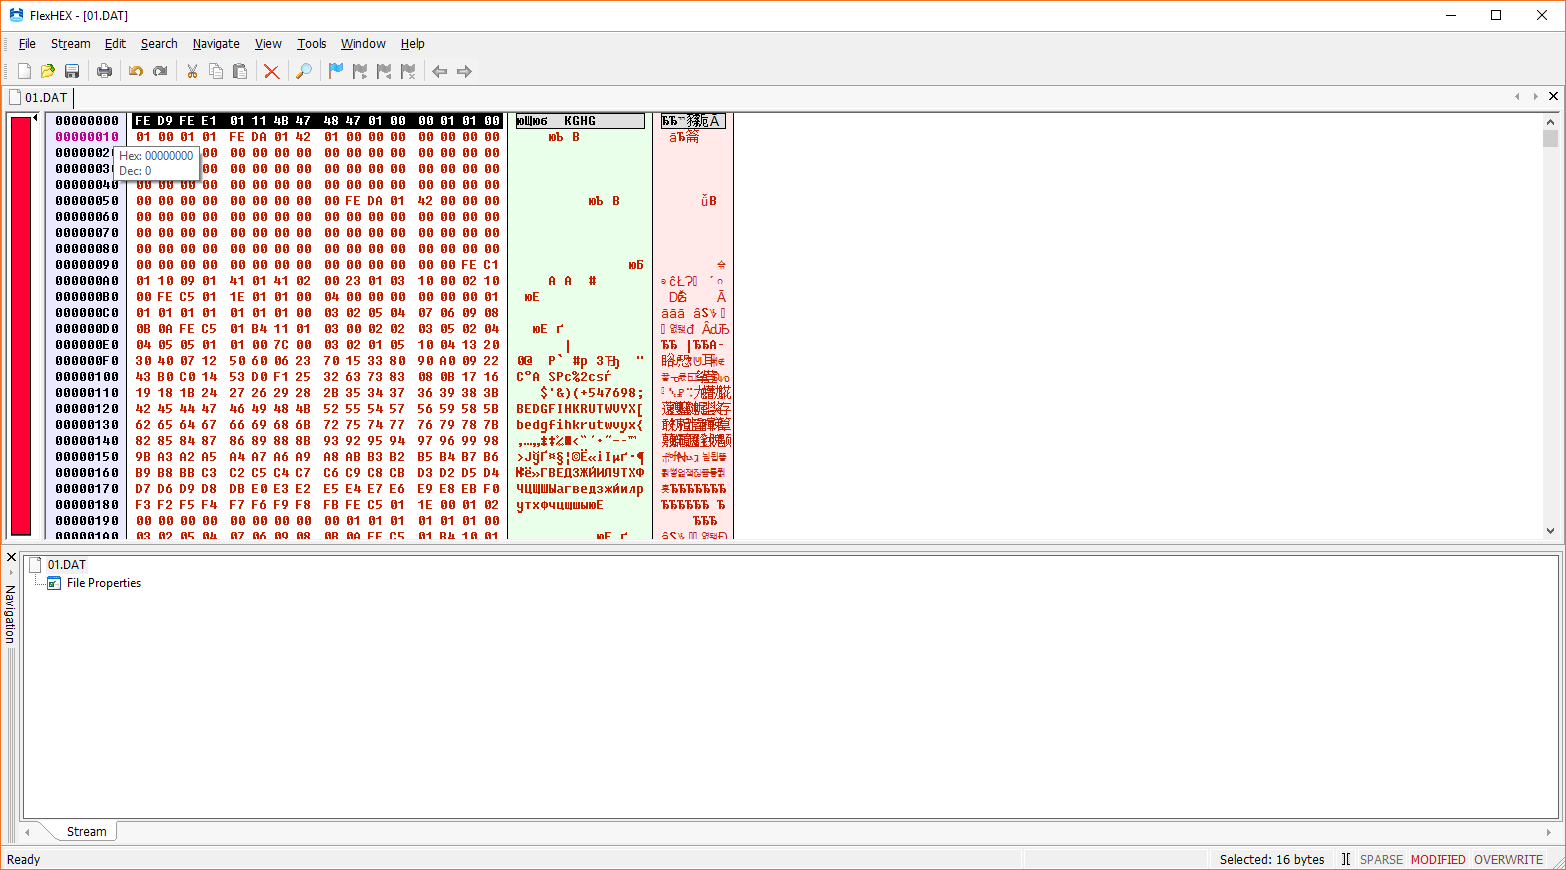 FlexHEX - [01.DAT]
File Stream Edit Search Navigate View Tools Window Help
01.DAT
00000000 FE D9 FE E1 01 11 4B 47 48 47 01 00 00 01 01 00 юЩюб KGHG
00000010 01 00 01 01 FE DA 01 42 01 00 00 00 00 00 00 00 юЪ B
0000002 00 00 00 00 00 00 00 00 00 00 00 00 00
0000003 00 00 00 00 00 00 00 00 00 00 00 00 00
Hex: 00000000
Dec: 0
00000040 00 00 00 00 00 00 00 00 00 00 00 00 00 00 00 00
00000050 00 00 00 00 00 00 00 00 00 FE DA 01 42 00 00 00 юЪ B
00000060 00 00 00 00 00 00 00 00 00 00 00 00 00 00 00 00
00000070 00 00 00 00 00 00 00 00 00 00 00 00 00 00 00 00
00000080 00 00 00 00 00 00 00 00 00 00 00 00 00 00 00 00
00000090 00 00 00 00 00 00 00 00 00 00 00 00 00 00 FE C1 юБ
000000A0 01 10 09 01 41 01 41 02 00 23 01 03 10 00 02 10 A A #
000000B0 00 FE C5 01 1E 01 01 00 04 00 00 00 00 00 00 01 юЕ
000000C0 01 01 01 01 01 01 01 00 03 02 05 04 07 06 09 08
000000D0 0B 0A FE C5 01 B4 11 01 03 00 02 02 03 05 02 04 юЕ ґ
000000E0 04 05 05 01 01 00 7C 00 03 02 01 05 10 04 13 20 |
000000F0 30 40 07 12 50 60 06 23 70 15 33 80 90 A0 09 22 0@ P` #p 3Ђђ "
00000100 43 B0 C0 14 53 D0 F1 25 32 63 73 83 08 0B 17 16 C°А SРс%2csѓ
00000110 19 18 1B 24 27 26 29 28 2B 35 34 37 36 39 38 3B $'&)(+547698;
00000120 42 45 44 47 46 49 48 4B 52 55 54 57 56 59 58 5B BEDGFIHKRUTWVYX[
00000130 62 65 64 67 66 69 68 6B 72 75 74 77 76 79 78 7B bedgfihkrutwvyx{
00000140 82 85 84 87 86 89 88 8B 93 92 95 94 97 96 99 98
00000150 9B A3 A2 A5 A4 A7 A6 A9 A8 AB B3 B2 B5 B4 B7 B6 ›ЈўҐ¤§¦©Ё«іІµґ·¶
00000160 B9 B8 BB C3 C2 C5 C4 C7 C6 C9 C8 CB D3 D2 D5 D4 №ё»ГВЕДЗЖЙИЛУТХФ
00000170 D7 D6 D9 D8 DB E0 E3 E2 E5 E4 E7 E6 E9 E8 EB F0 ЧЦЩШЫагведзжйилр
00000180 F3 F2 F5 F4 F7 F6 F9 F8 FB FE C5 01 1E 00 01 02 утхфчцщшыюЕ
00000190 00 00 00 00 00 00 00 00 00 01 01 01 01 01 01 00
000001A0 03 02 05 04 07 06 09 08 0B 0A FE C5 01 B4 10 01 юЕ ґ
Navigation
01.DAT
File Properties
Stream
Ready Selected: 16 bytes ][ SPARSE MODIFIED OVERWRITE